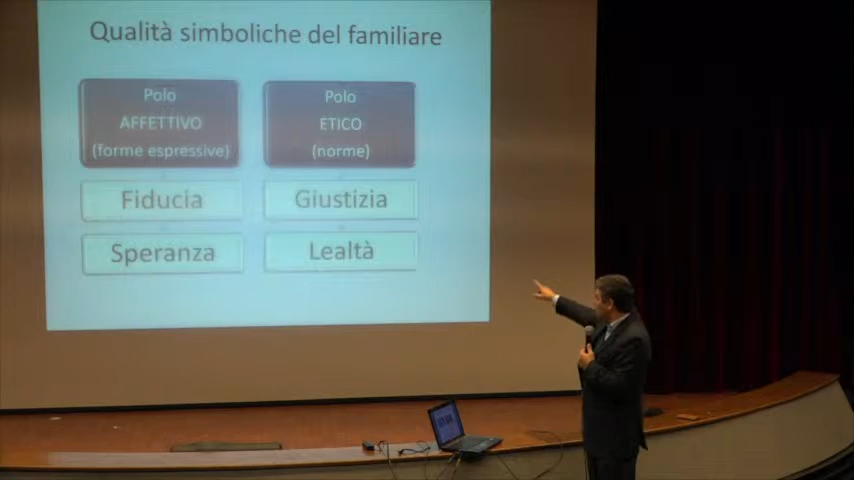 Qualità simboliche del familiare
Polo
AFFETTIVO
(forme espressive)
Fiducia
Speranza
Polo
ETICO
(norme)
Giustizia
Lealtà